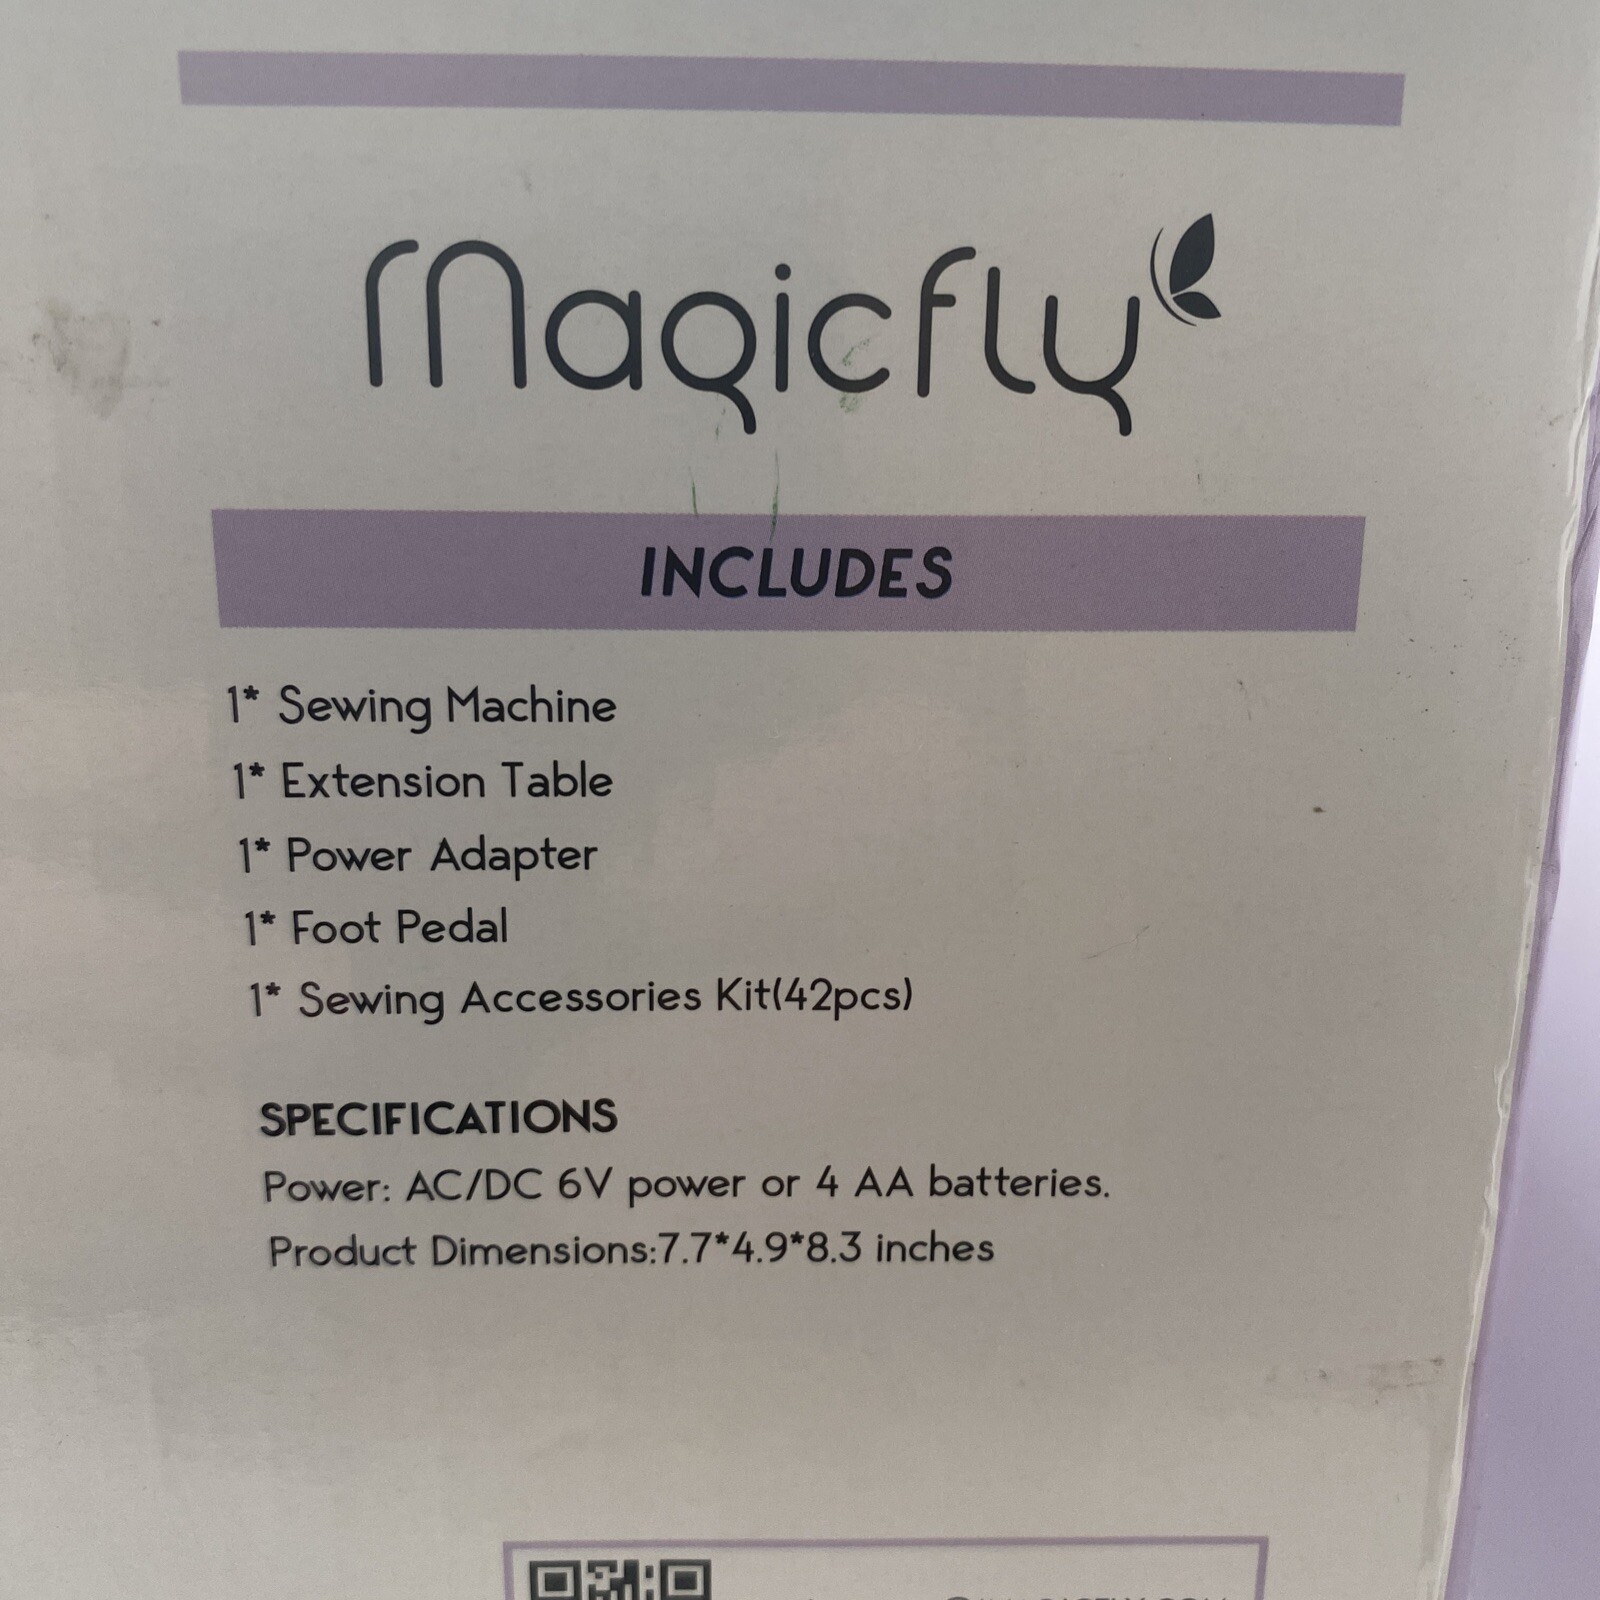 Magicfly
INCLUDES
1* Sewing Machine
1* Extension Table
1* Power Adapter
1* Foot Pedal
1* Sewing Accessories Kit(42pcs)
SPECIFICATIONS
Power: AC/DC 6V power or 4 AA batteries.
Product Dimensions:7.7*4.9*8.3 inches